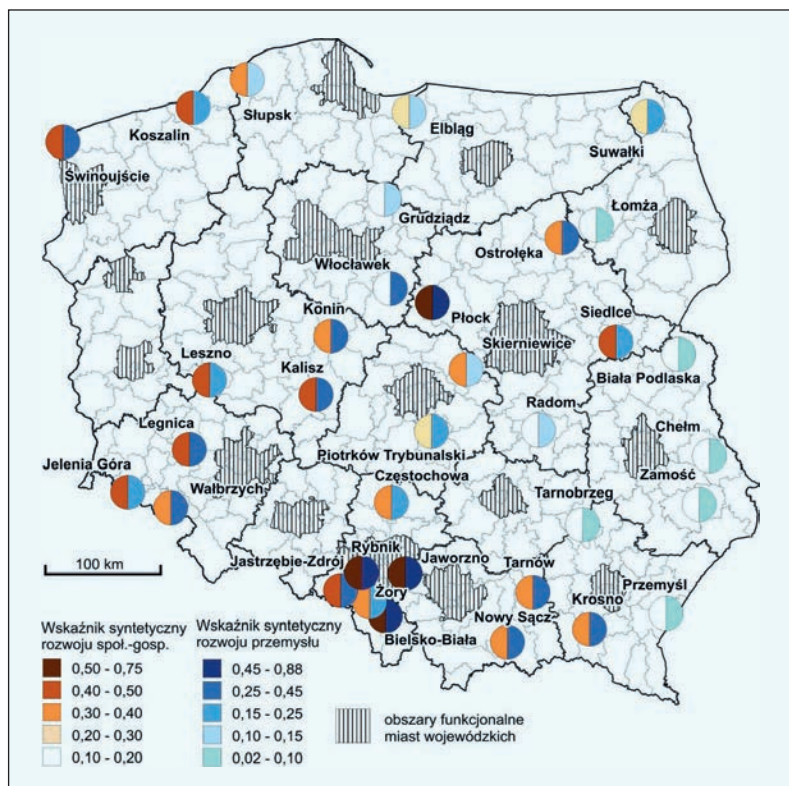 Słupsk
Koszalin
Elbląg
Suwałki
Świnoujście
Grudziądz
Łomża
Ostrołęka
Włocławek
Konin
Płock
Siedlce
Skierniewice
Leszno
Kalisz
Biała Podlaska
Radom
Legnica
Chełm
Piotrków Trybunalski
Jelenia Góra
Wałbrzych
Częstochowa
Zamość
Tarnobrzeg
100 km
Rybnik
Jastrzębie-Zdrój
Jaworzno
Tarnów
Przemyśl
Żory
Krosno
Nowy Sącz
Bielsko-Biała
Wskaźnik syntetyczny
rozwoju społ.-gosp.
0,50 - 0,75
0,40 - 0,50
0,30 - 0,40
0,20 - 0,30
0,10 - 0,20
Wskaźnik syntetyczny
rozwoju przemysłu
0,45 - 0,88
0,25 - 0,45
0,15 - 0,25
0,10 - 0,15
0,02 - 0,10
obszary funkcjonalne
miast wojewódzkich